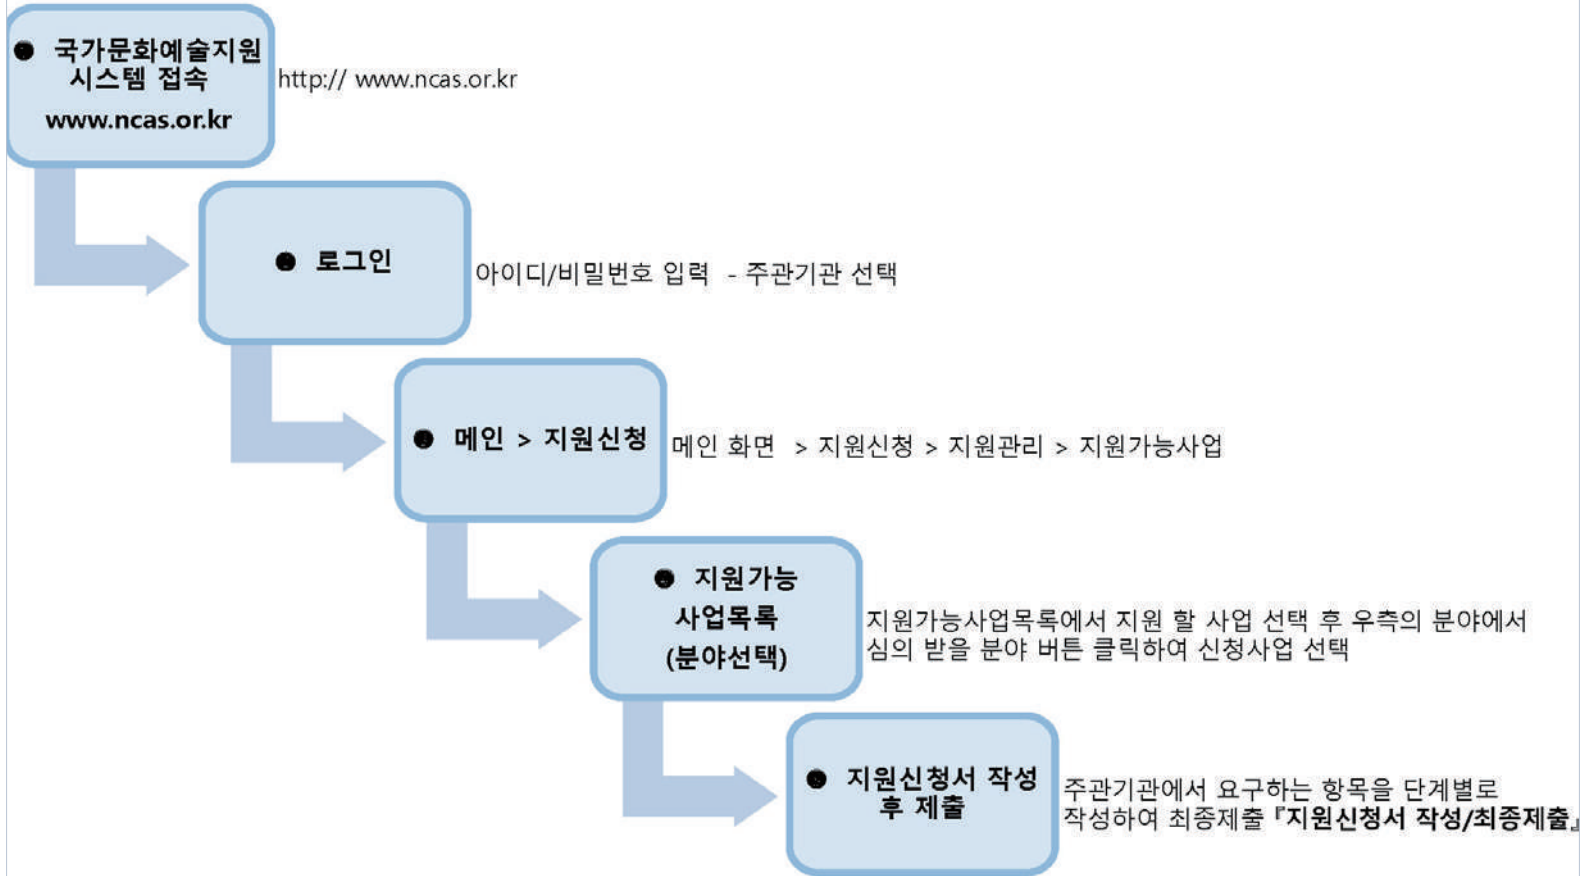 ● 국가문화예술지원
시스템 접속
www.ncas.or.kr
http:// www.ncas.or.kr
● 로그인
아이디/비밀번호 입력 - 주관기관 선택
● 메인 > 지원신청
메인 화면 > 지원신청 > 지원관리 > 지원가능사업
● 지원가능
사업목록
(분야선택)
지원가능사업목록에서 지원 할 사업 선택 후 우측의 분야에서
심의 받을 분야 버튼 클릭하여 신청사업 선택
● 지원신청서 작성
후 제출
주관기관에서 요구하는 항목을 단계별로
작성하여 최종제출 『지원신청서 작성/최종제출』